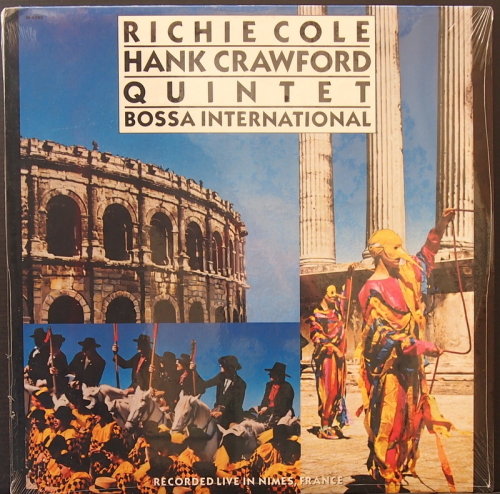 RICHIE COLE
HANK CRAWFORD
QUINTET
BOSSA INTERNATIONAL
RECORDED LIVE IN NIMES, FRANCE